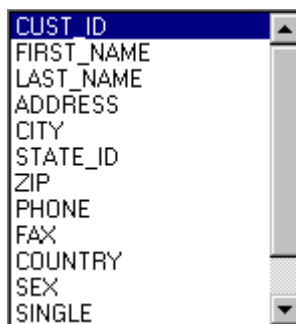 CUST_ID
FIRST_NAME
LAST_NAME
ADDRESS
CITY
STATE_ID
ZIP
PHONE
FAX
COUNTRY
SEX
SINGLE